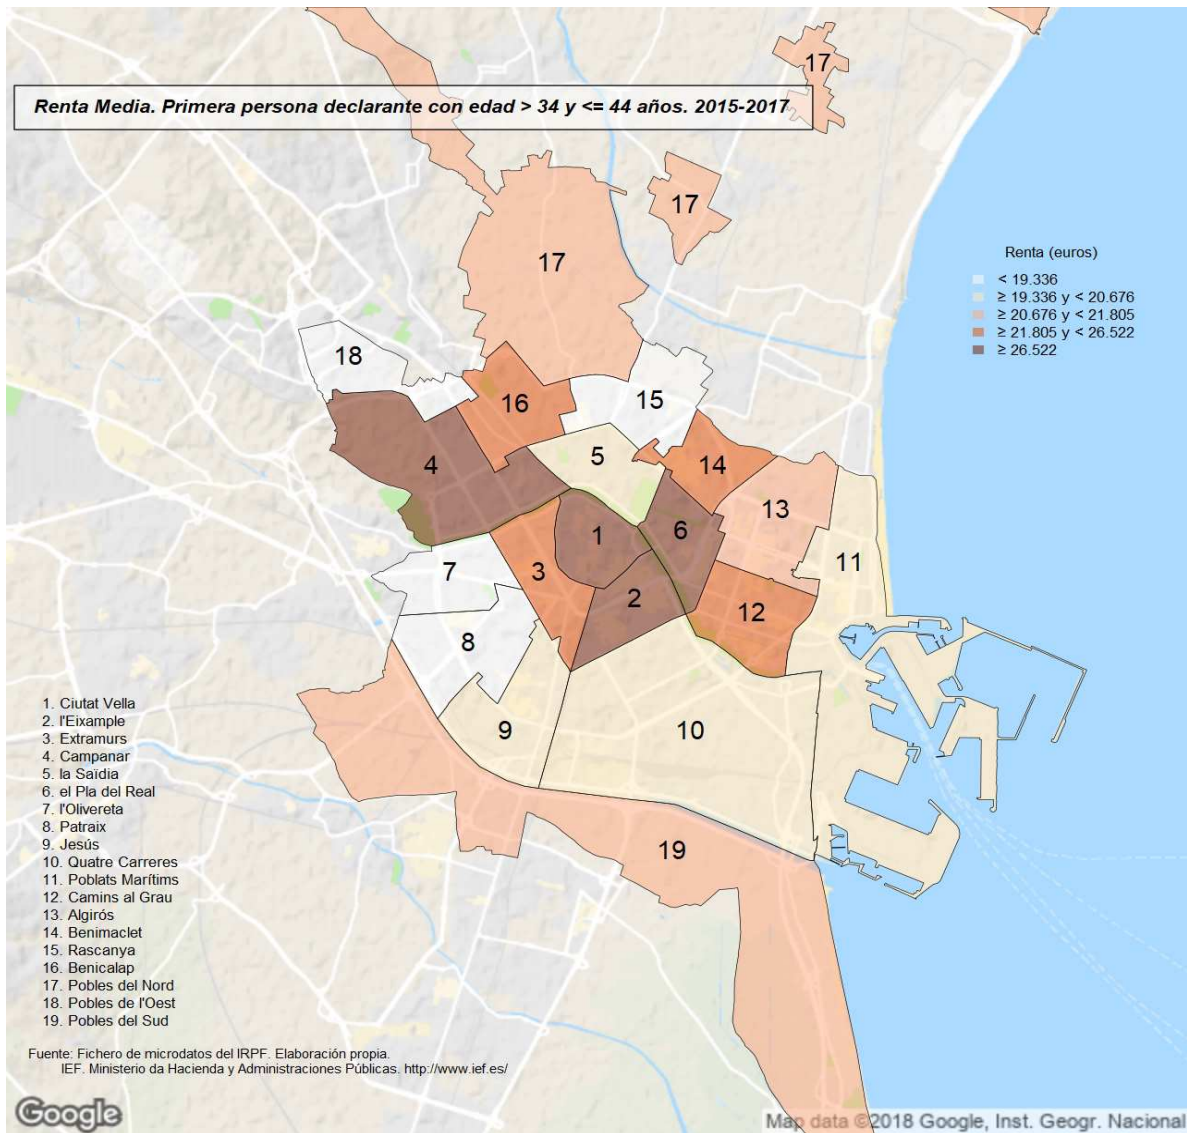 17
Renta Media. Primera persona declarante con edad > 34 y <= 44 años. 2015-2017
17
17
Renta (euros)
< 19.336
≥ 19.336 y < 20.676
≥ 20.676 y < 21.805
≥ 21.805 y < 26.522
≥ 26.522
18
16
15
4
5
14
13
6
1
11
7
3
2
12
8
9
10
19
1. Ciutat Vella
2. l'Eixample
3. Extramurs
4. Campanar
5. la Saïdia
6. el Pla del Real
7. l'Olivereta
8. Patraix
9. Jesús
10. Quatre Carreres
11. Poblats Marítims
12. Camins al Grau
13. Algirós
14. Benimaclet
15. Rascanya
16. Benicalap
17. Pobles del Nord
18. Pobles de l'Oest
19. Pobles del Sud
Fuente: Fichero de microdatos del IRPF. Elaboración propia.
IEF. Ministerio da Hacienda y Administraciones Públicas. http://www.ief.es/
Google
Map data ©2018 Google, Inst. Geogr. Nacional